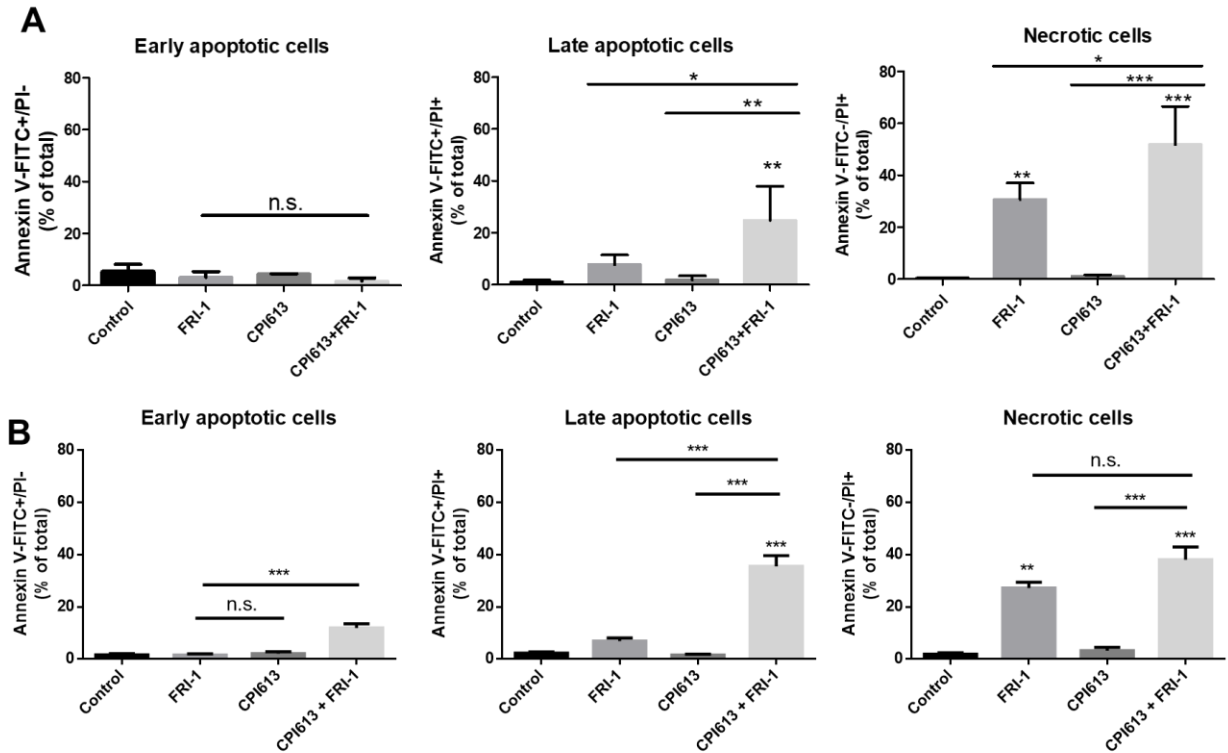 A
Early apoptotic cells
Annexin V-FITC+/PI-
(% of total)
80
60
40
20
0
n.s.
Control
FRI-1
CPI613
CPI613+FRI-1
Late apoptotic cells
Annexin V-FITC+/PI+
(% of total)
80
60
40
20
0
*
**
**
Control
FRI-1
CPI613
CPI613+FRI-1
Necrotic cells
Annexin V-FITC-/PI+
(% of total)
80
60
40
20
0
*
***
***
**
Control
FRI-1
CPI613
CPI613+FRI-1
B
Early apoptotic cells
Annexin V-FITC+/PI-
(% of total)
80
60
40
20
0
***
n.s.
Control
FRI-1
CPI613
CPI613 + FRI-1
Late apoptotic cells
Annexin V-FITC+/PI+
(% of total)
80
60
40
20
0
***
***
***
Control
FRI-1
CPI613
CPI613 + FRI-1
Necrotic cells
Annexin V-FITC-/PI+
(% of total)
80
60
40
20
0
n.s.
***
***
**
Control
FRI-1
CPI613
CPI613 + FRI-1